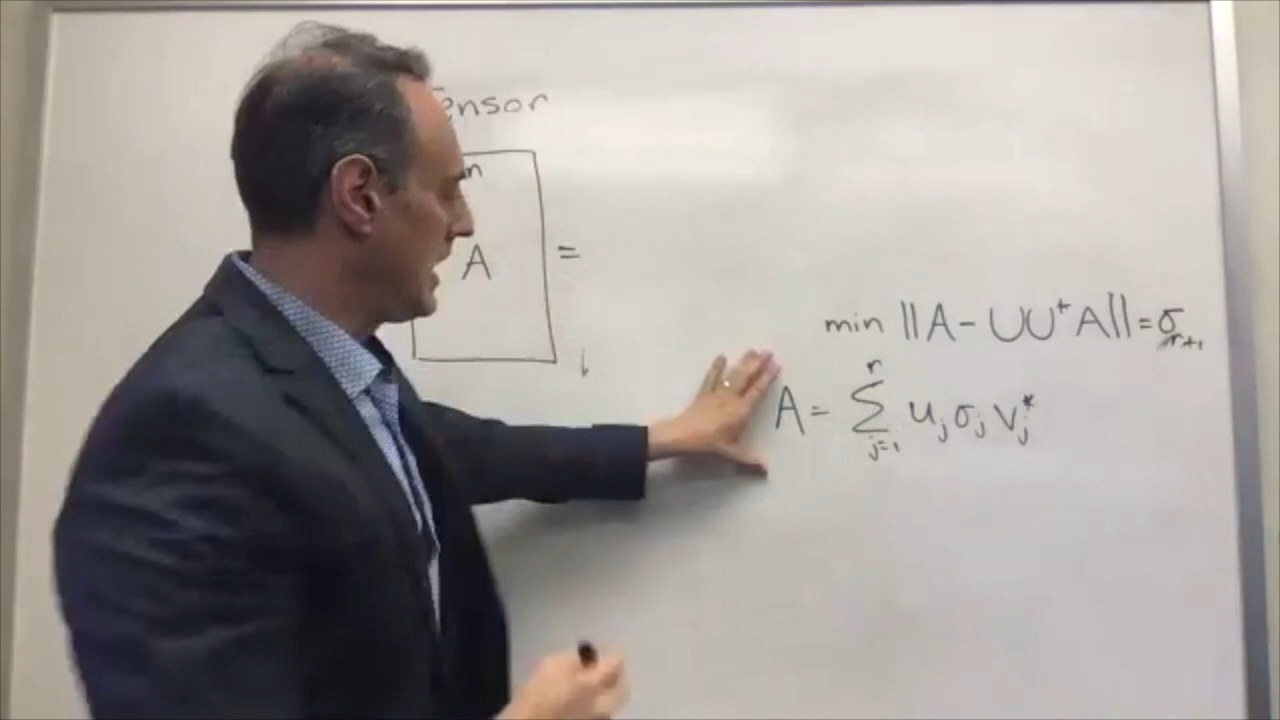 ensor
m
A =
min ||A - UU⁺A|| = σ_{r+1}
A = Σ_{j=1}^{r} u_j σ_j v_j^*